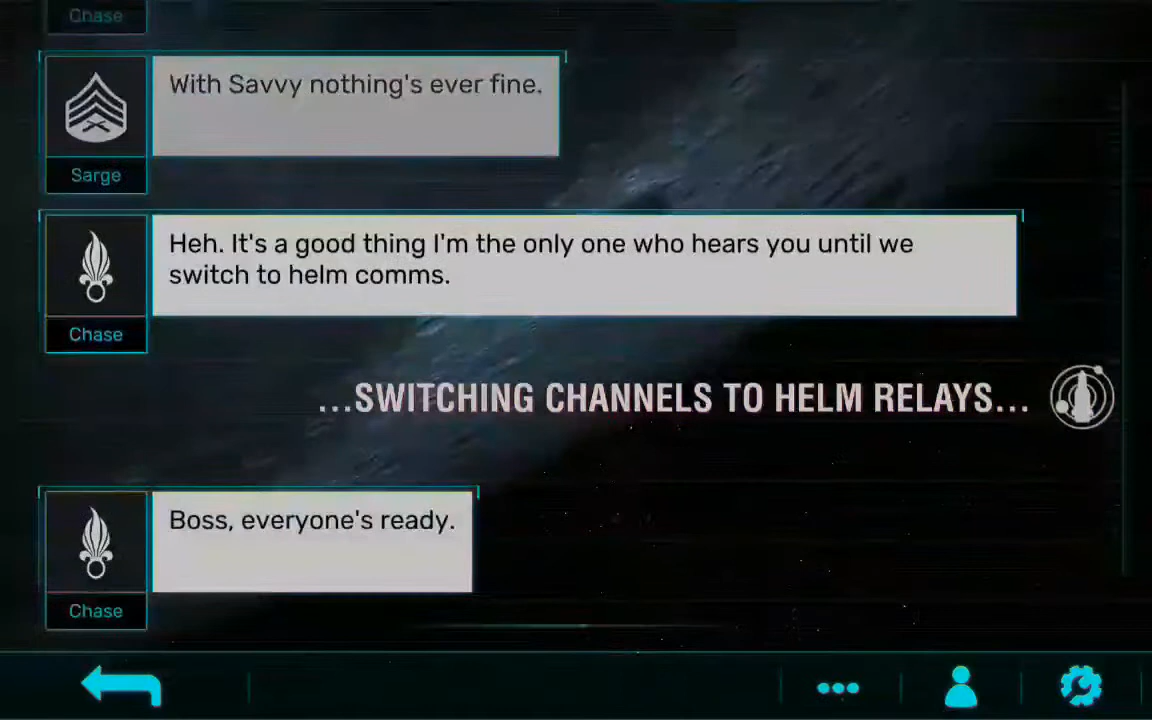 Chase
With Savvy nothing's ever fine.
Sarge
Heh. It's a good thing I'm the only one who hears you until we
switch to helm comms.
Chase
...SWITCHING CHANNELS TO HELM RELAYS...
Boss, everyone's ready.
Chase